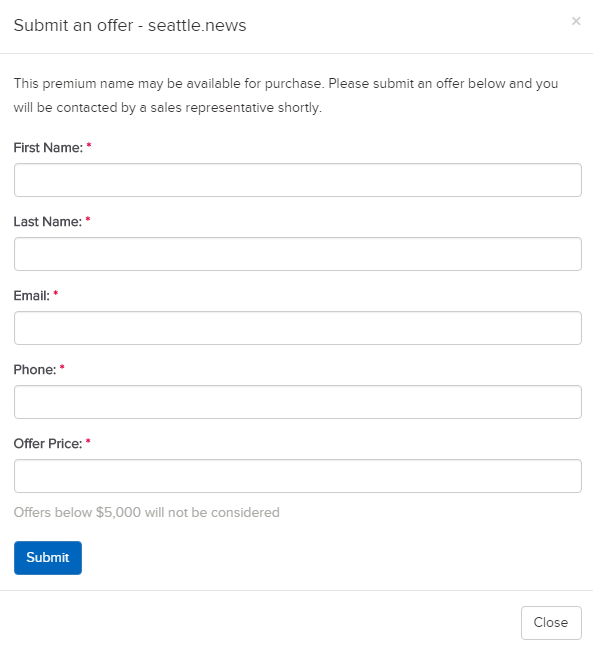 Submit an offer - seattle.news
×
This premium name may be available for purchase. Please submit an offer below and you
will be contacted by a sales representative shortly.
First Name: *
Last Name: *
Email: *
Phone: *
Offer Price: *
Offers below $5,000 will not be considered
Submit
Close